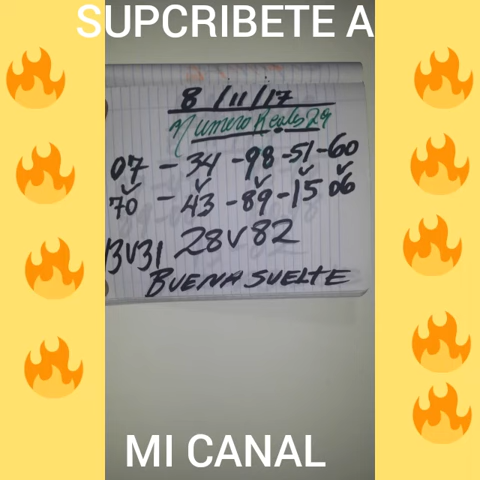 SUPCRIBETE A
8/11/17
Numero Reales 29
07 - 34 - 98 - 51 - 60
v v v v v
70 - 43 - 89 - 15 06
13v31 28v82
BUENA SUELTE
MI CANAL